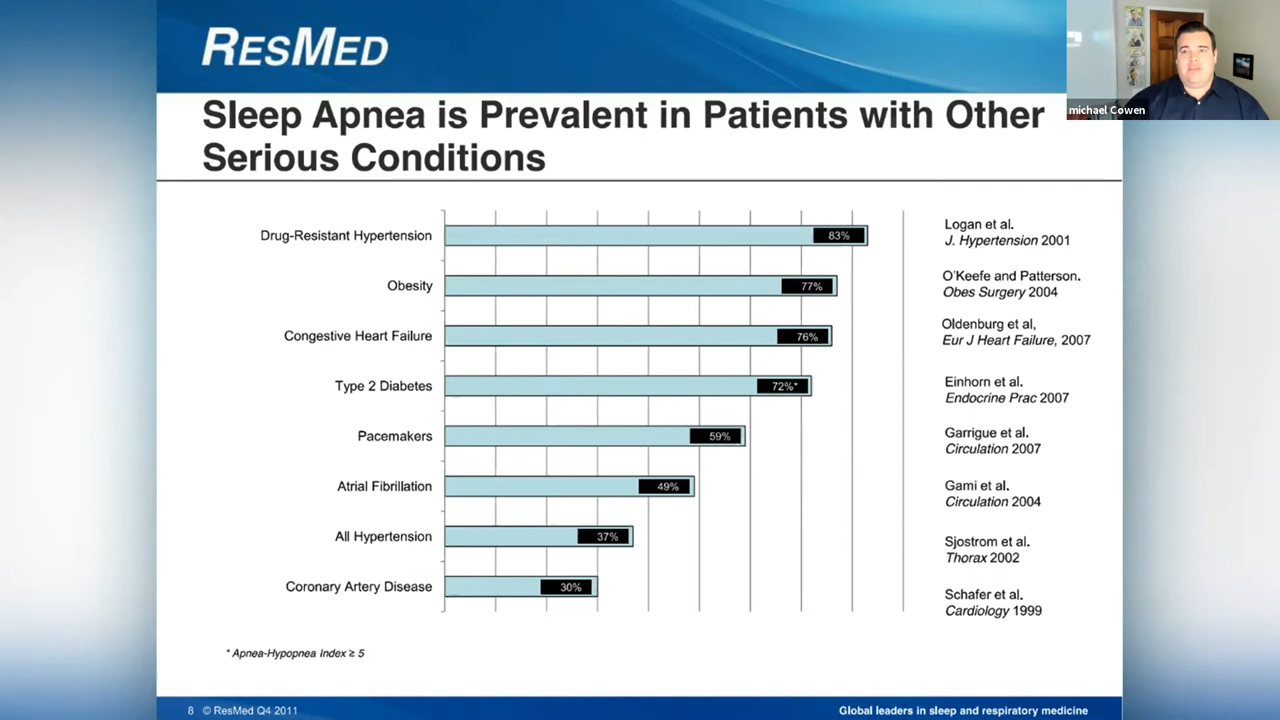 RESMED
michael Cowen
Sleep Apnea is Prevalent in Patients with Other
Serious Conditions
Drug-Resistant Hypertension
83%
Logan et al.
J. Hypertension 2001
Obesity
77%
O'Keefe and Patterson.
Obes Surgery 2004
Congestive Heart Failure
76%
Oldenburg et al,
Eur J Heart Failure, 2007
Type 2 Diabetes
72%*
Einhorn et al.
Endocrine Prac 2007
Pacemakers
59%
Garrigue et al.
Circulation 2007
Atrial Fibrillation
49%
Gami et al.
Circulation 2004
All Hypertension
37%
Sjostrom et al.
Thorax 2002
Coronary Artery Disease
30%
Schafer et al.
Cardiology 1999
* Apnea-Hypopnea Index ≥ 5
8 © ResMed Q4 2011
Global leaders in sleep and respiratory medicine